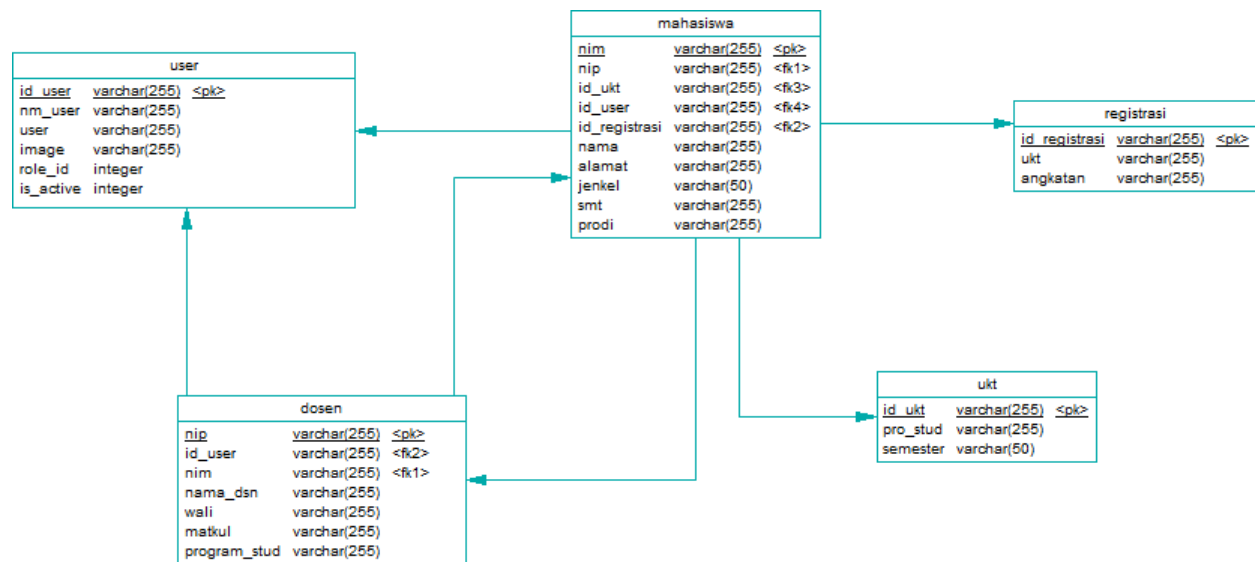 mahasiswa
nim varchar(255) <pk>
nip varchar(255) <fk1>
id_ukt varchar(255) <fk3>
id_user varchar(255) <fk4>
id_registrasi varchar(255) <fk2>
nama varchar(255)
alamat varchar(255)
jenkel varchar(50)
smt varchar(255)
prodi varchar(255)
user
id_user varchar(255) <pk>
nm_user varchar(255)
user varchar(255)
image varchar(255)
role_id integer
is_active integer
registrasi
id_registrasi varchar(255) <pk>
ukt varchar(255)
angkatan varchar(255)
ukt
id_ukt varchar(255) <pk>
pro_stud varchar(255)
semester varchar(50)
dosen
nip varchar(255) <pk>
id_user varchar(255) <fk2>
nim varchar(255) <fk1>
nama_dsn varchar(255)
wali varchar(255)
matkul varchar(255)
program_stud varchar(255)